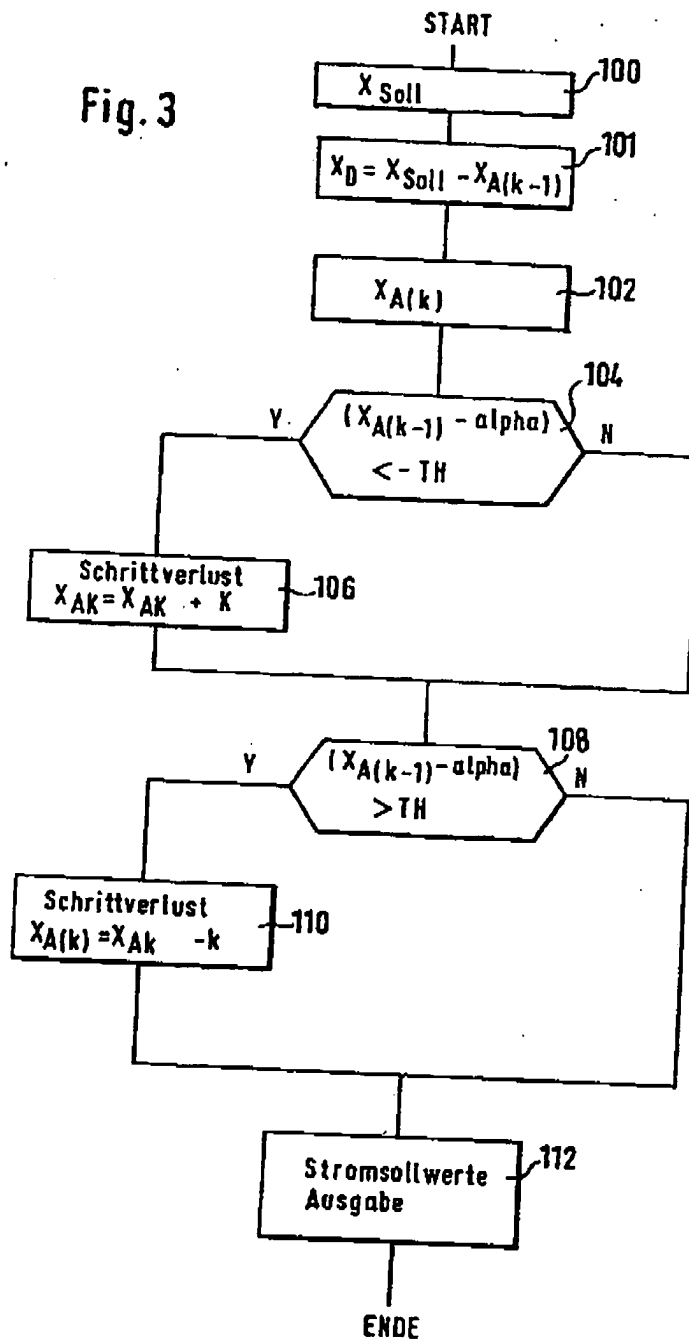 START
Fig. 3
X_Soll
100
X_D = X_Soll - X_A(k-1)
101
X_A(k)
102
104
Y
(X_A(k-1) - alpha)
N
< - TH
Schrittverlust
X_AK = X_AK + K
106
108
Y
(X_A(k-1) - alpha)
N
> TH
Schrittverlust
X_A(k) = X_Ak - k
110
Stromsollwerte
Ausgabe
112
ENDE